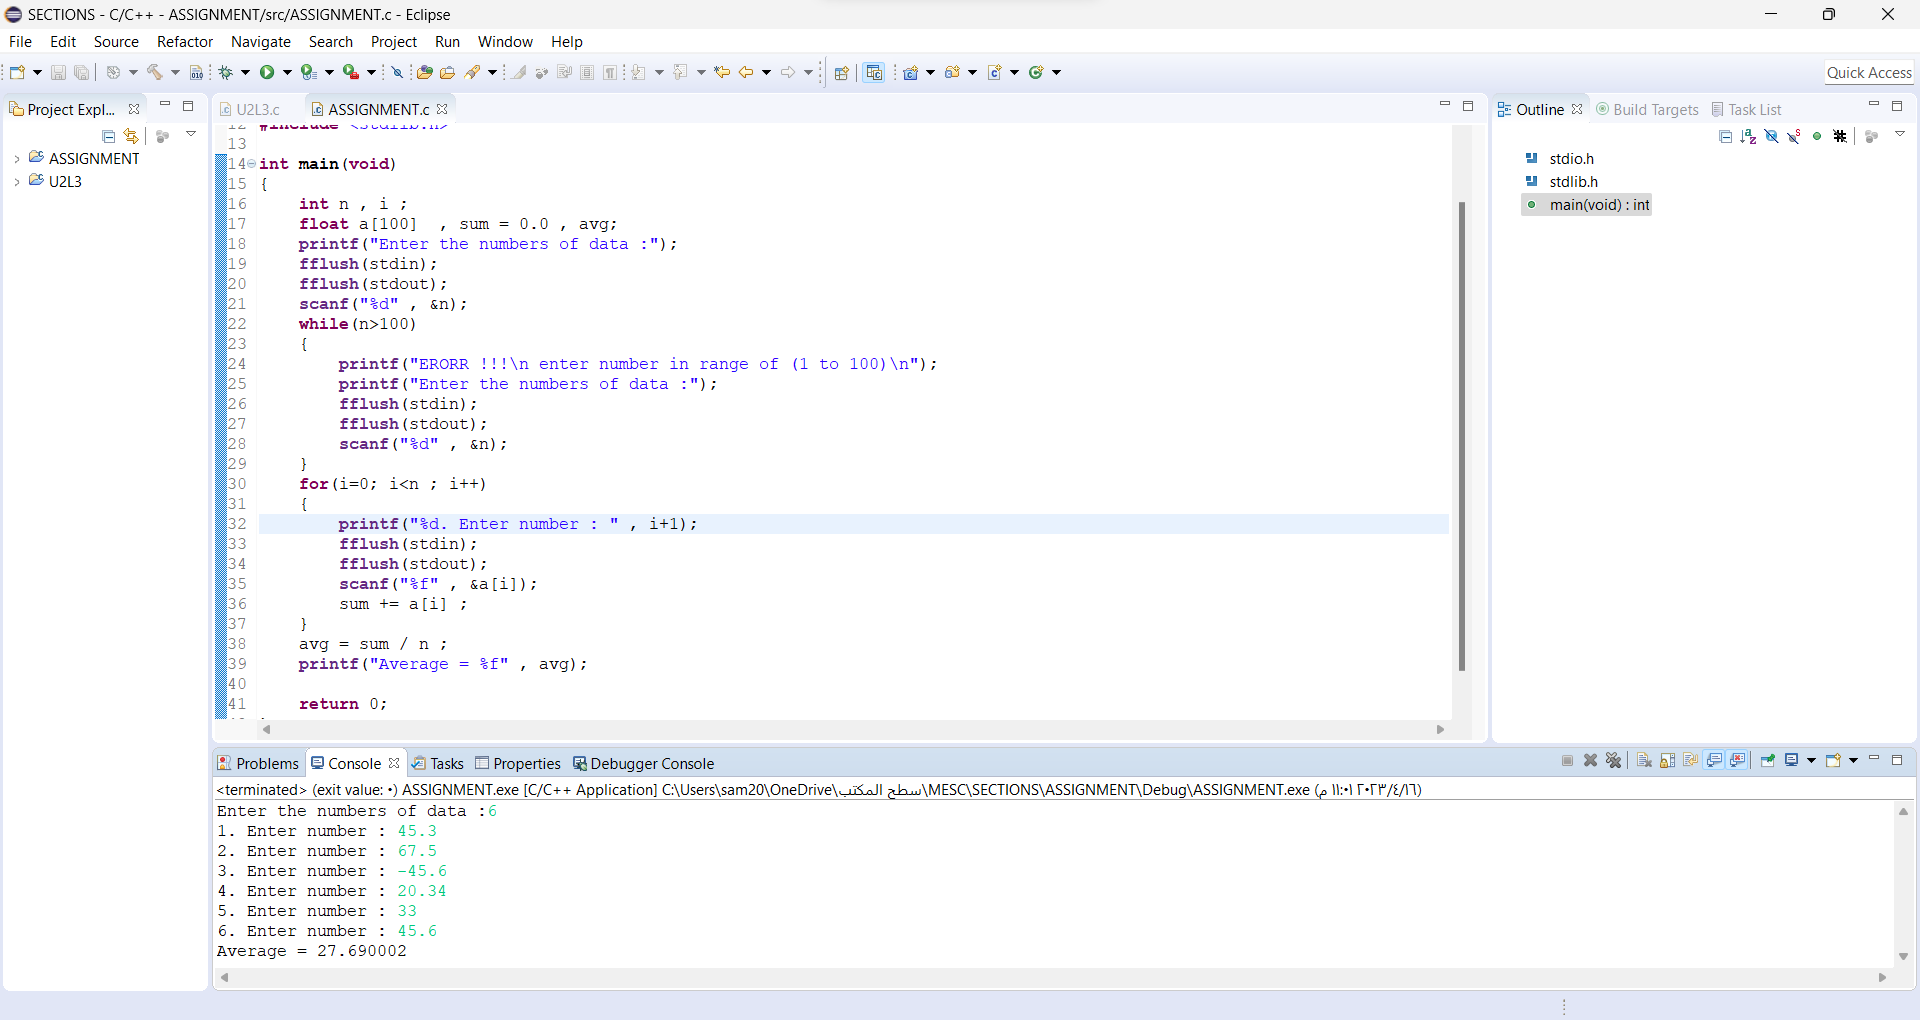 SECTIONS - C/C++ - ASSIGNMENT/src/ASSIGNMENT.c - Eclipse
File Edit Source Refactor Navigate Search Project Run Window Help
Quick Access
Project Expl...
ASSIGNMENT
U2L3
U2L3.c ASSIGNMENT.c
12 #include <stdlib.h>
13
14 int main(void)
15 {
16 int n , i ;
17 float a[100] , sum = 0.0 , avg;
18 printf("Enter the numbers of data :");
19 fflush(stdin);
20 fflush(stdout);
21 scanf("%d" , &n);
22 while(n>100)
23 {
24 printf("ERORR !!!\n enter number in range of (1 to 100)\n");
25 printf("Enter the numbers of data :");
26 fflush(stdin);
27 fflush(stdout);
28 scanf("%d" , &n);
29 }
30 for(i=0; i<n ; i++)
31 {
32 printf("%d. Enter number : " , i+1);
33 fflush(stdin);
34 fflush(stdout);
35 scanf("%f" , &a[i]);
36 sum += a[i] ;
37 }
38 avg = sum / n ;
39 printf("Average = %f" , avg);
40
41 return 0;
Outline Build Targets Task List
stdio.h
stdlib.h
main(void) : int
Problems Console Tasks Properties Debugger Console
<terminated> (exit value: ٠) ASSIGNMENT.exe [C/C++ Application] C:\Users\sam20\OneDrive\سطح المكتب\MESC\SECTIONS\ASSIGNMENT\Debug\ASSIGNMENT.exe (٢٠٢٣/٤/١٦ ١١:٠١ م)
Enter the numbers of data :6
1. Enter number : 45.3
2. Enter number : 67.5
3. Enter number : -45.6
4. Enter number : 20.34
5. Enter number : 33
6. Enter number : 45.6
Average = 27.690002